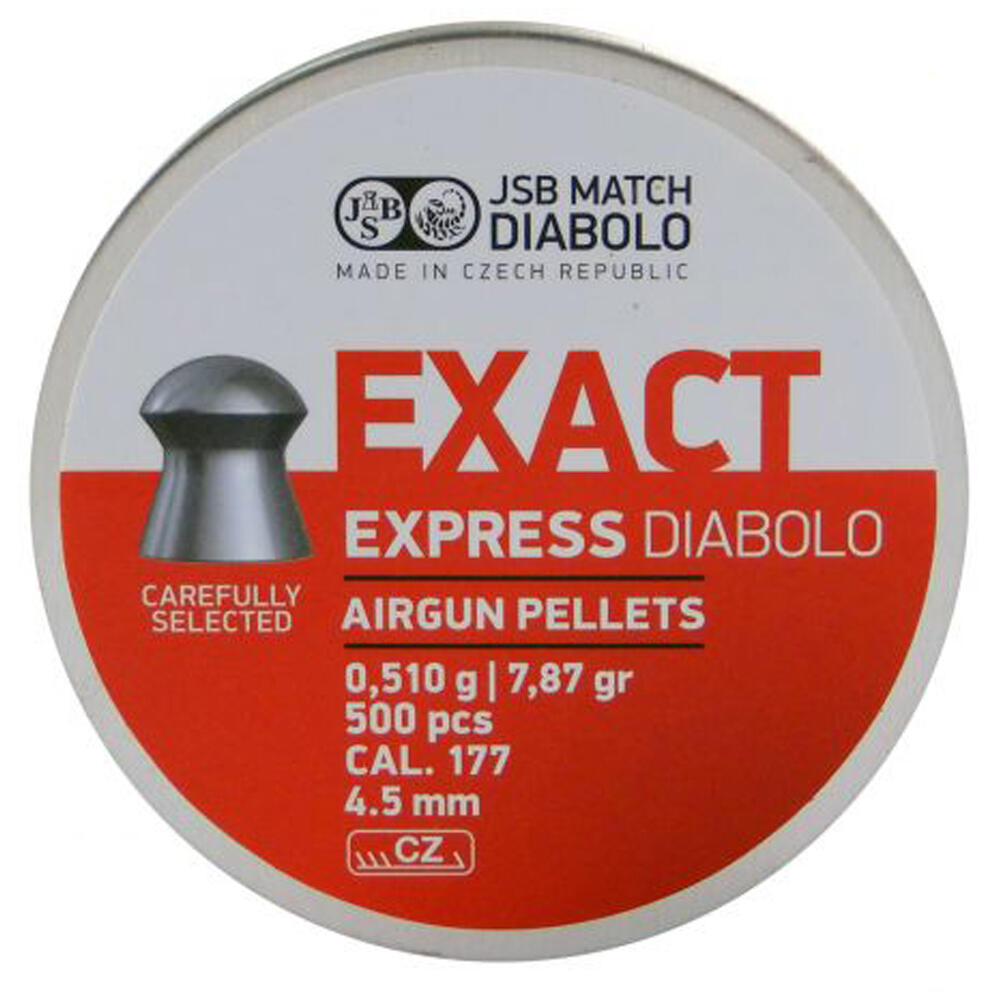 JSB
JSB MATCH
DIABOLO
MADE IN CZECH REPUBLIC
EXACT
EXPRESS DIABOLO
CAREFULLY
SELECTED
AIRGUN PELLETS
0,510 g | 7,87 gr
500 pcs
CAL. 177
4.5 mm
CZ